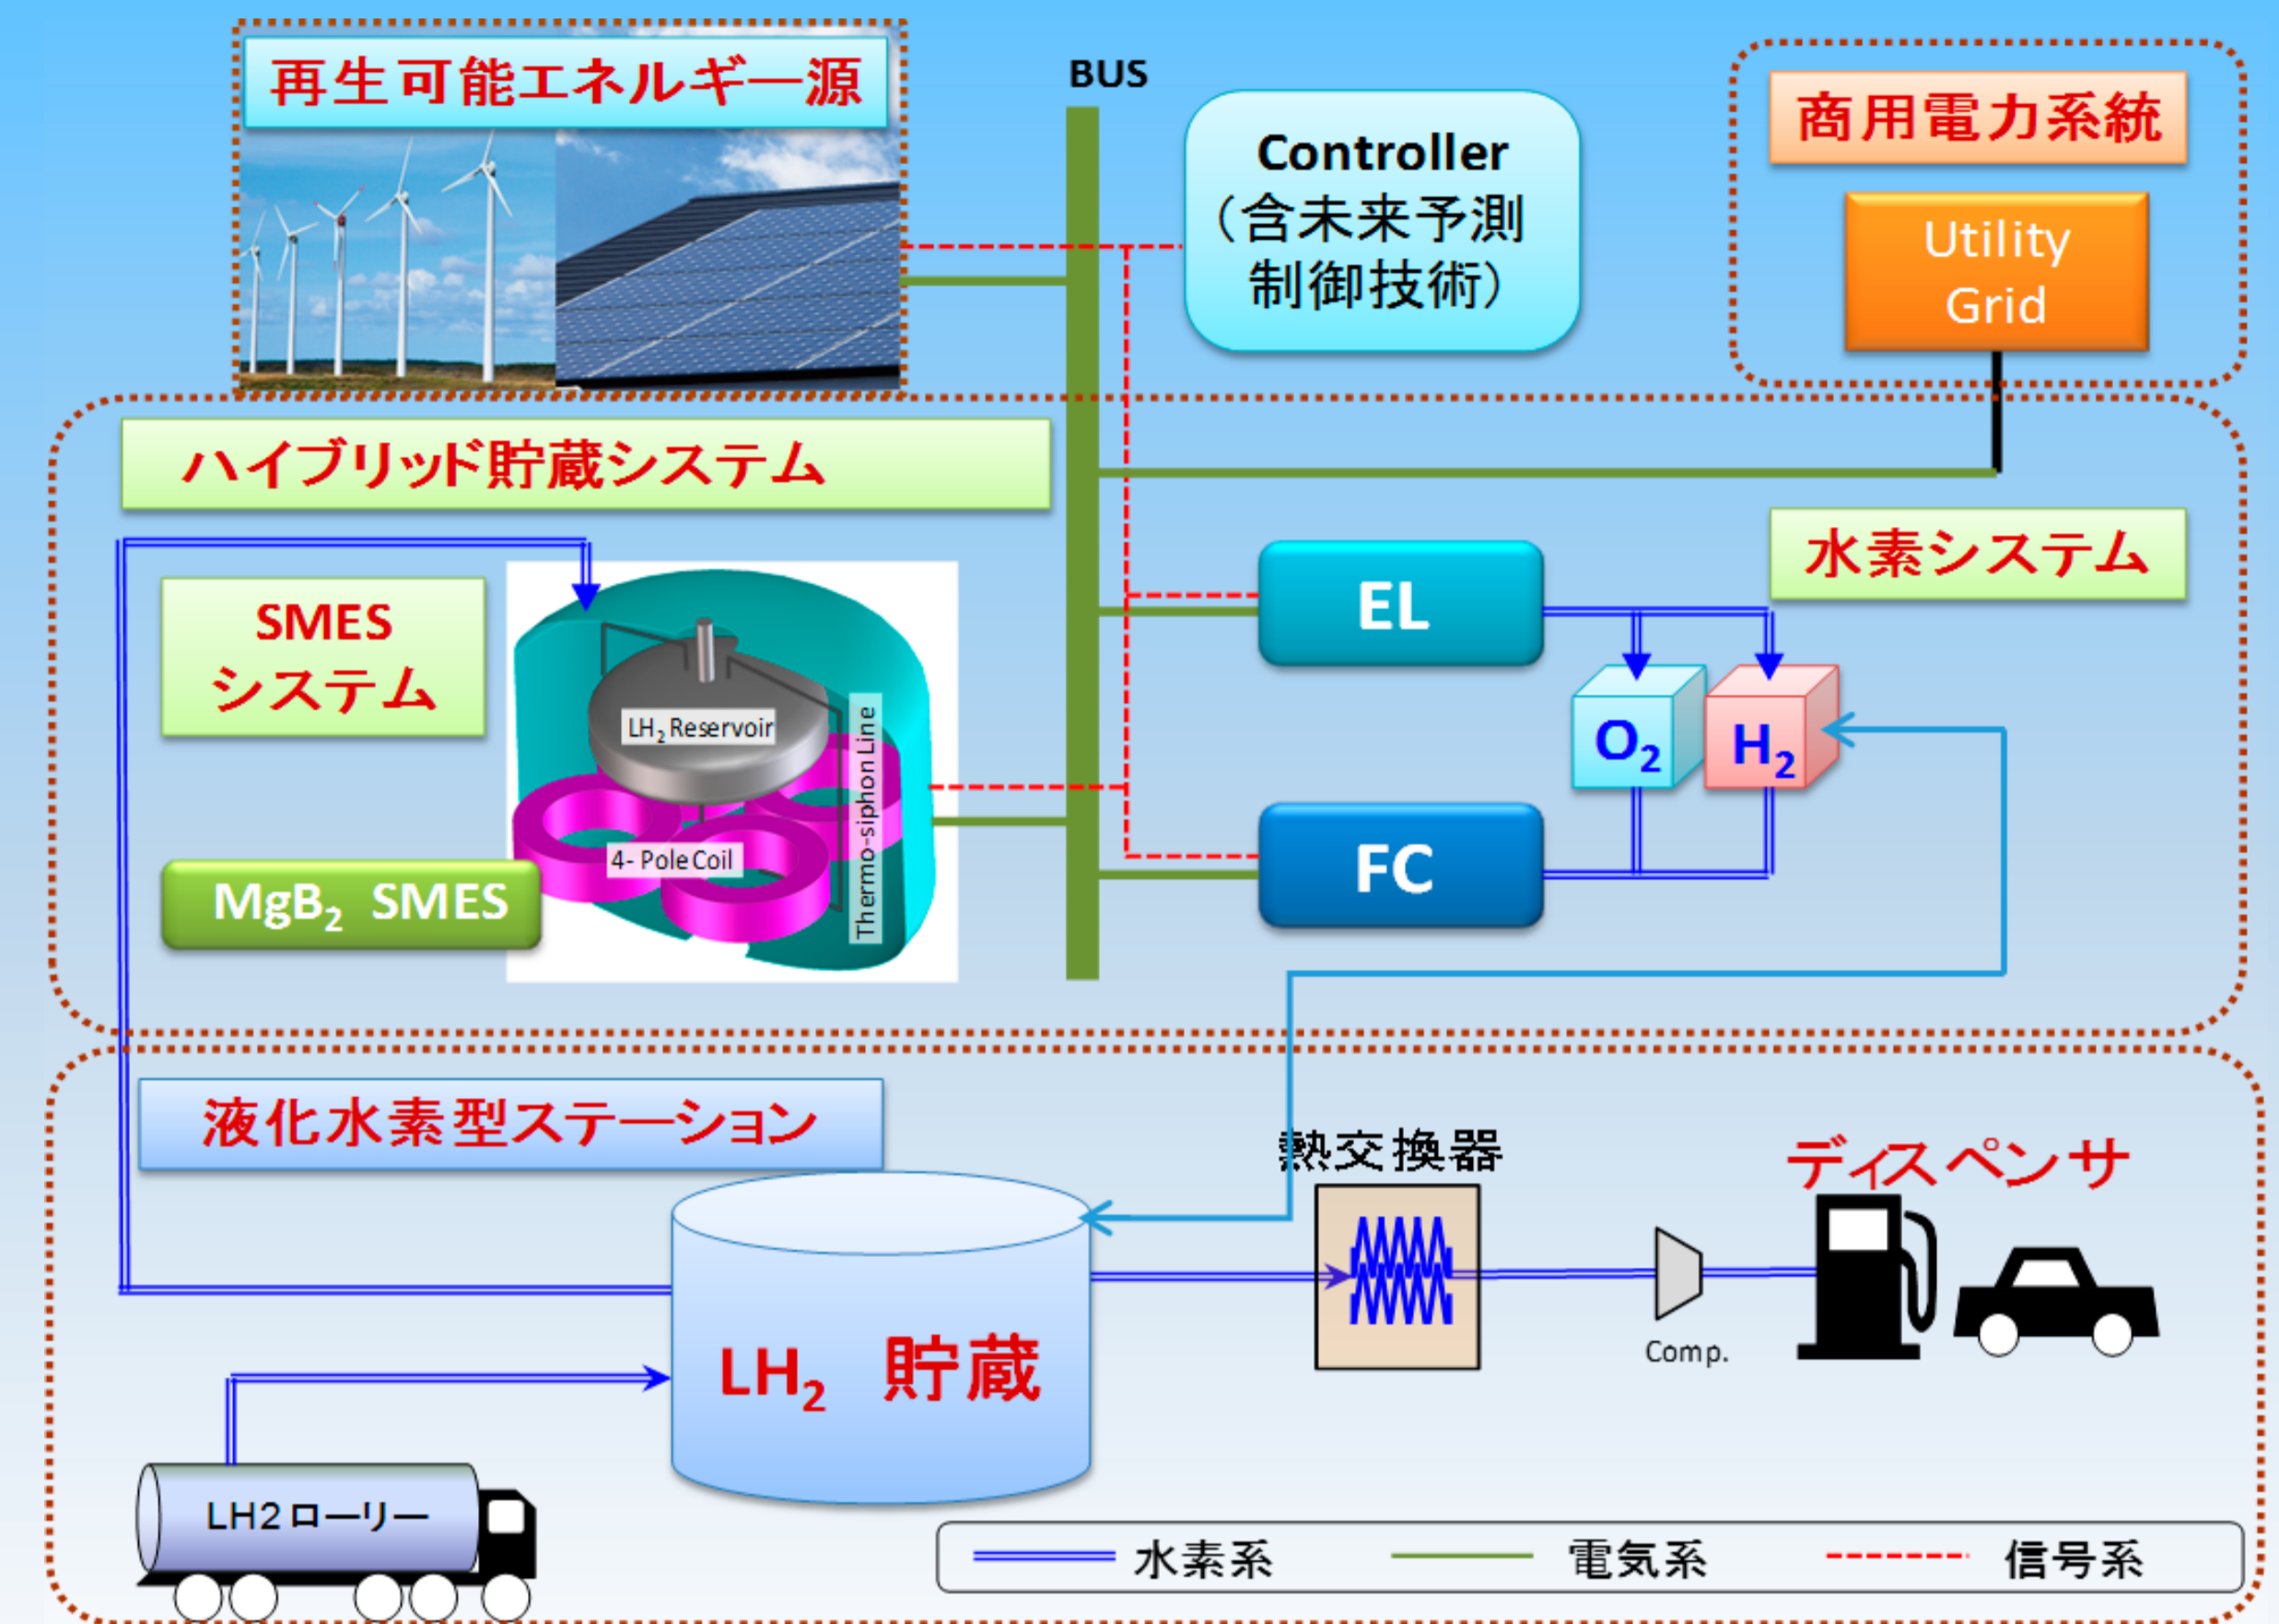 再生可能エネルギー源
BUS
Controller
（含未来予測
制御技術）
商用電力系統
Utility
Grid
ハイブリッド貯蔵システム
水素システム
SMES
システム
LH₂ Reservoir
4- Pole Coil
Thermo-siphon Line
MgB₂ SMES
EL
O₂
H₂
FC
液化水素型ステーション
熱交換器
ディスペンサ
Comp.
LH₂ 貯蔵
LH2ローリー
水素系
電気系
信号系